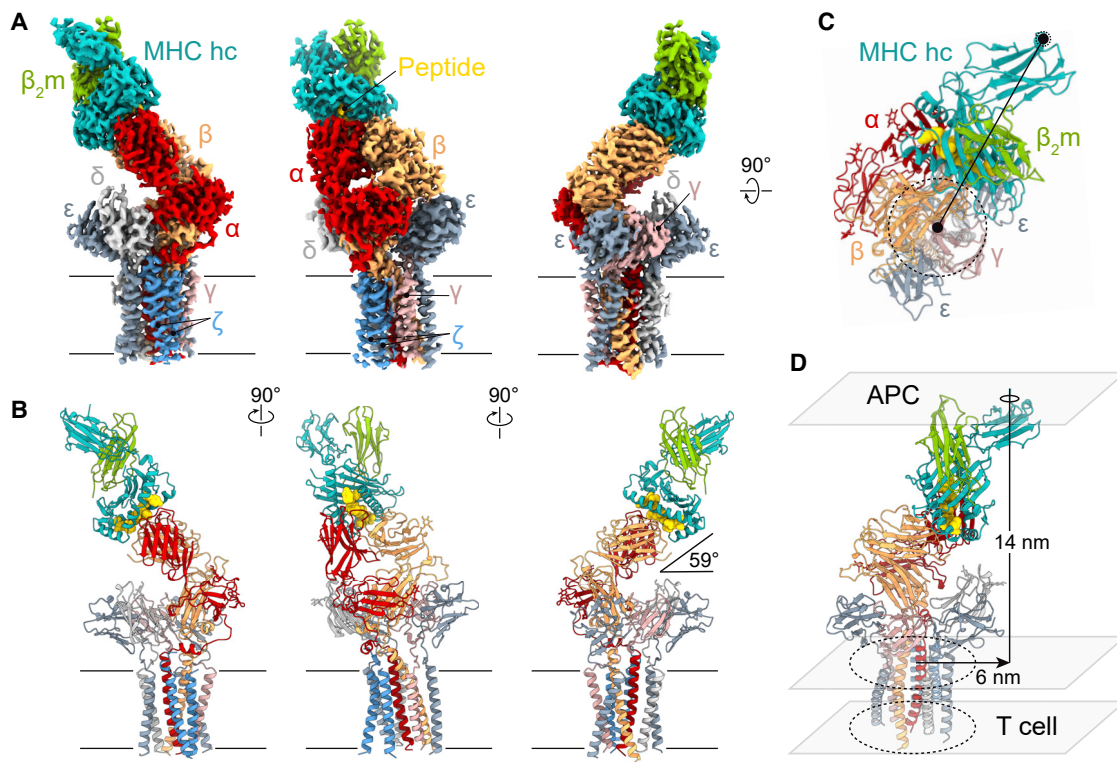 A
MHC hc
β₂m
β
δ
ε
α
γ
ζ
Peptide
β
α
ε
δ
γ
ζ
δ
γ
ε
ε
90°
C
MHC hc
α
β₂m
ε
β
γ
ε
B
90°
90°
59°
D
APC
14 nm
6 nm
T cell